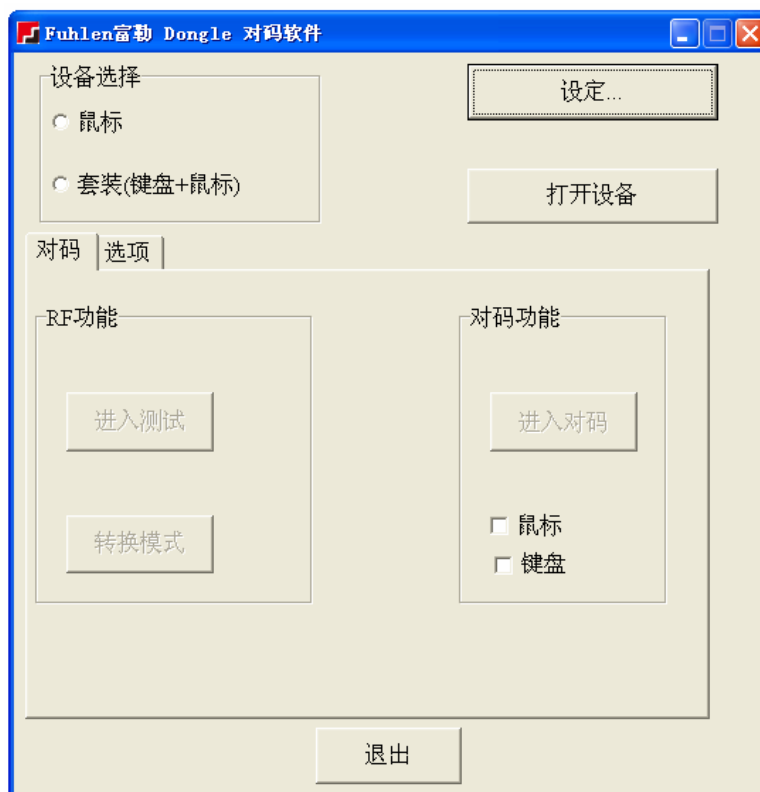 Fuhlen富勒 Dongle 对码软件
设备选择
鼠标
套装(键盘+鼠标)
设定...
打开设备
对码 选项
RF功能
进入测试
转换模式
对码功能
进入对码
鼠标
键盘
退出